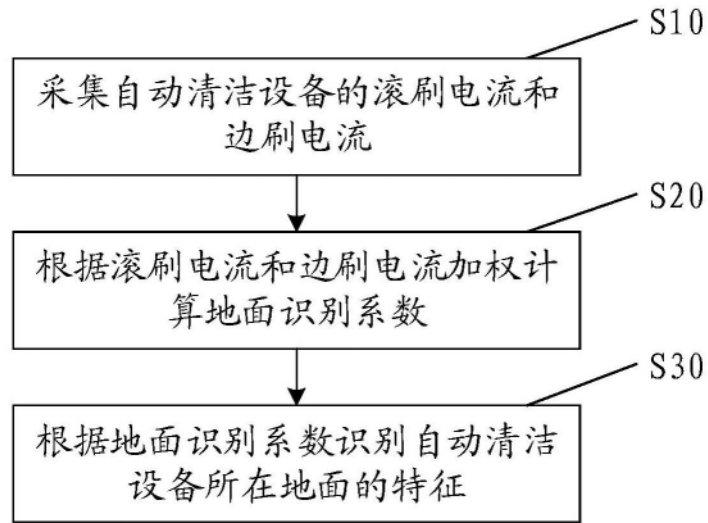 S10
采集自动清洁设备的滚刷电流和
边刷电流
S20
根据滚刷电流和边刷电流加权计
算地面识别系数
S30
根据地面识别系数识别自动清洁
设备所在地面的特征